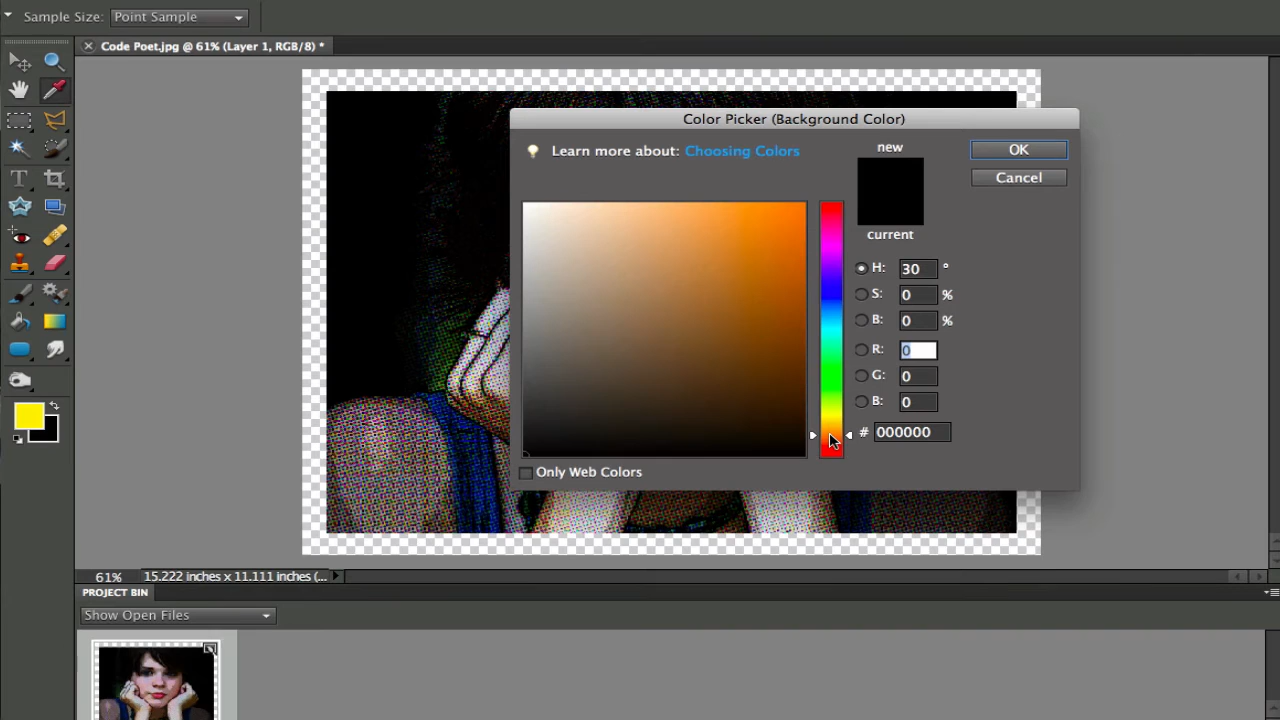 Sample Size: Point Sample
Code Poet.jpg @ 61% (Layer 1, RGB/8) *
Color Picker (Background Color)
Learn more about: Choosing Colors
new
OK
Cancel
current
H: 30 °
S: 0 %
B: 0 %
R: 0
G: 0
B: 0
# 000000
Only Web Colors
T
61% 15.222 inches x 11.111 inches (...
PROJECT BIN
Show Open Files